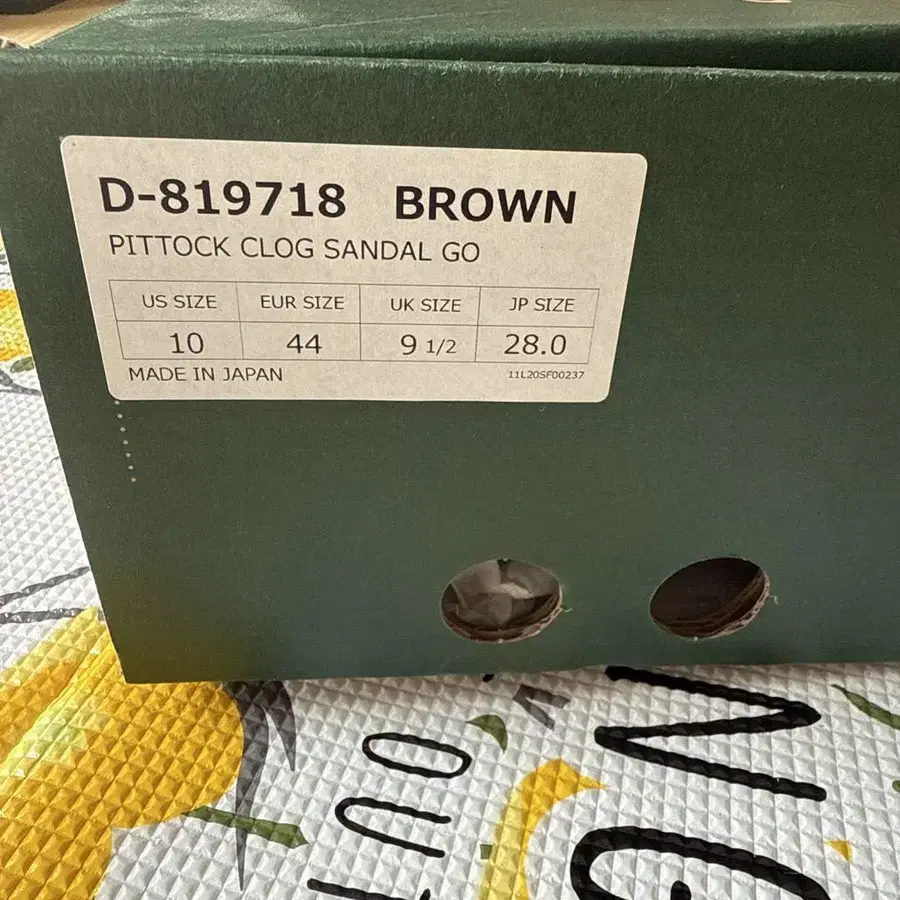 D-819718 BROWN
PITTOCK CLOG SANDAL GO
US SIZE EUR SIZE UK SIZE JP SIZE
10 44 9 1/2 28.0
MADE IN JAPAN 11L20SF00237